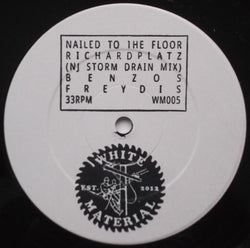 NAILED TO THE FLOOR
RICHARDPLATZ
(NJ STORM DRAIN MIX)
BENZOS
FREYDIS
33RPM WM005
WHITE
EST. 2012
MATERIAL